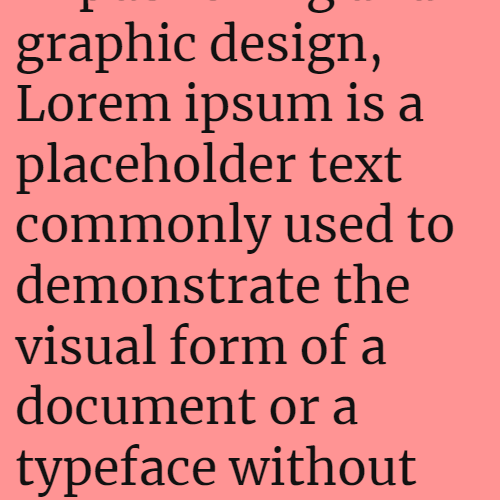 graphic design,
Lorem ipsum is a
placeholder text
commonly used to
demonstrate the
visual form of a
document or a
typeface without